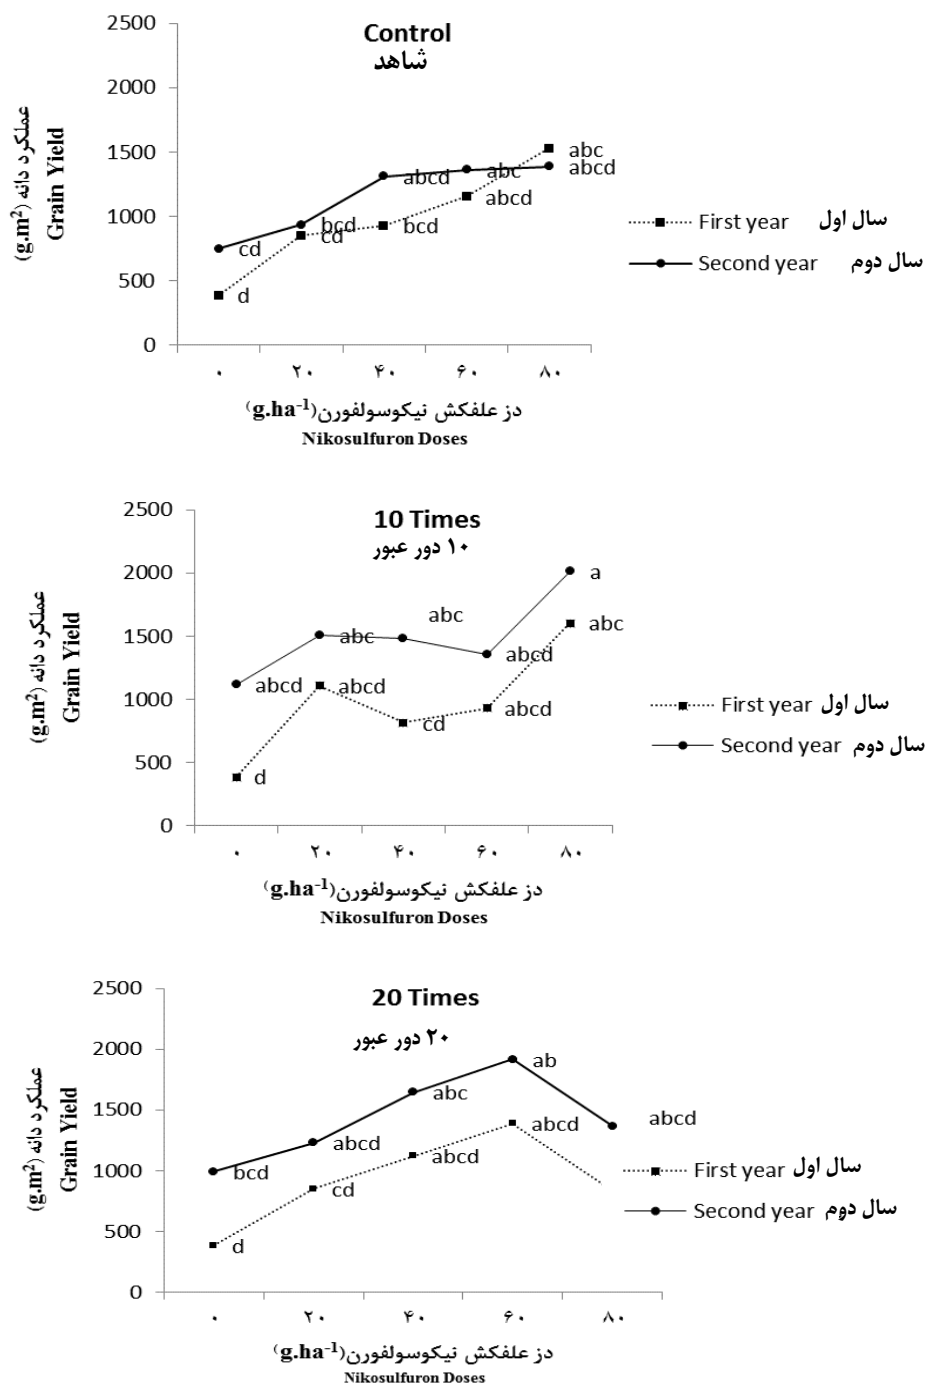 Control
شاهد
2500
2000
1500
1000
500
0
عملکرد دانه (g.m²)
Grain Yield
cd
bcd
abcd
abc
abcd
d
cd
bcd
abcd
abc
First year سال اول
Second year سال دوم
۰ ۲۰ ۴۰ ۶۰ ۸۰
دز علفکش نیکوسولفورن(g.ha⁻¹)
Nikosulfuron Doses
10 Times
۱۰ دور عبور
2500
2000
1500
1000
500
0
عملکرد دانه (g.m²)
Grain Yield
abcd
abc
abc
abcd
a
d
abcd
cd
abcd
abc
First year سال اول
Second year سال دوم
۰ ۲۰ ۴۰ ۶۰ ۸۰
دز علفکش نیکوسولفورن(g.ha⁻¹)
Nikosulfuron Doses
20 Times
۲۰ دور عبور
2500
2000
1500
1000
500
0
عملکرد دانه (g.m²)
Grain Yield
bcd
abcd
abc
ab
abcd
d
cd
abcd
abcd
First year سال اول
Second year سال دوم
۰ ۲۰ ۴۰ ۶۰ ۸۰
دز علفکش نیکوسولفورن(g.ha⁻¹)
Nikosulfuron Doses